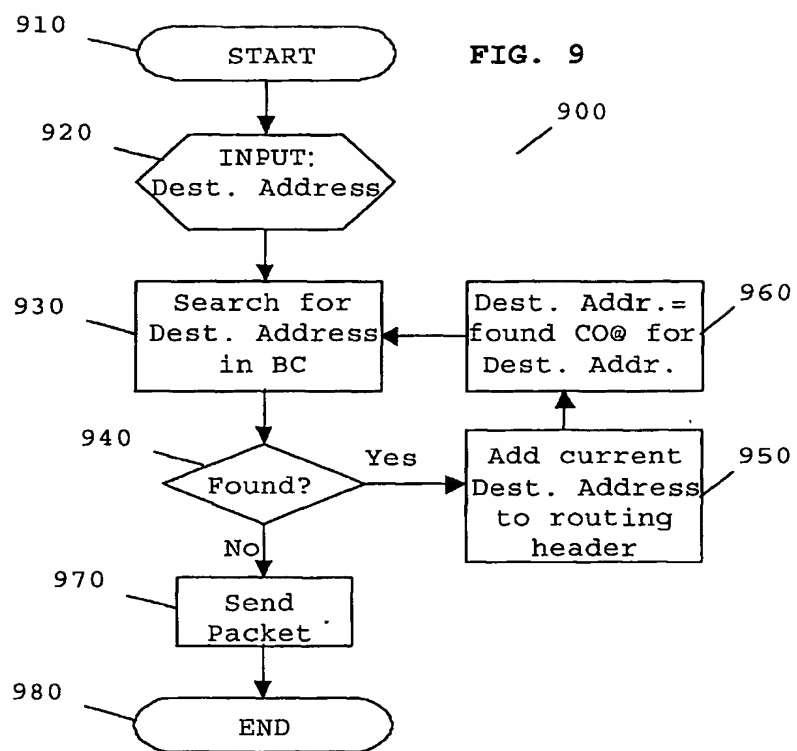 910
START
FIG. 9
900
920
INPUT:
Dest. Address
930
Search for
Dest. Address
in BC
Dest. Addr.=
found CO@ for
Dest. Addr.
960
940
Found?
Yes
Add current
Dest. Address
to routing
header
950
No
970
Send
Packet
980
END